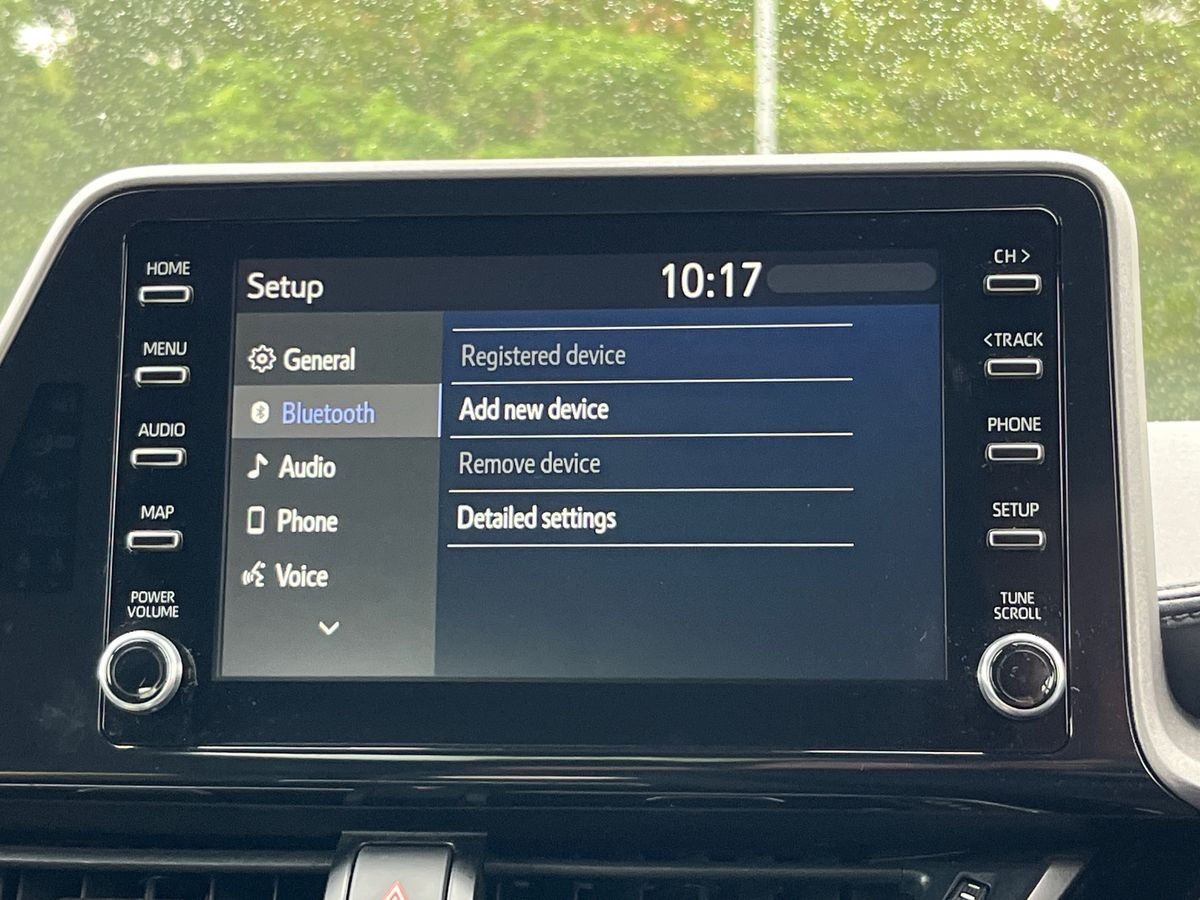 HOME
MENU
AUDIO
MAP
POWER
VOLUME
Setup
10:17
General
Bluetooth
Audio
Phone
Voice
Registered device
Add new device
Remove device
Detailed settings
CH >
<TRACK
PHONE
SETUP
TUNE
SCROLL